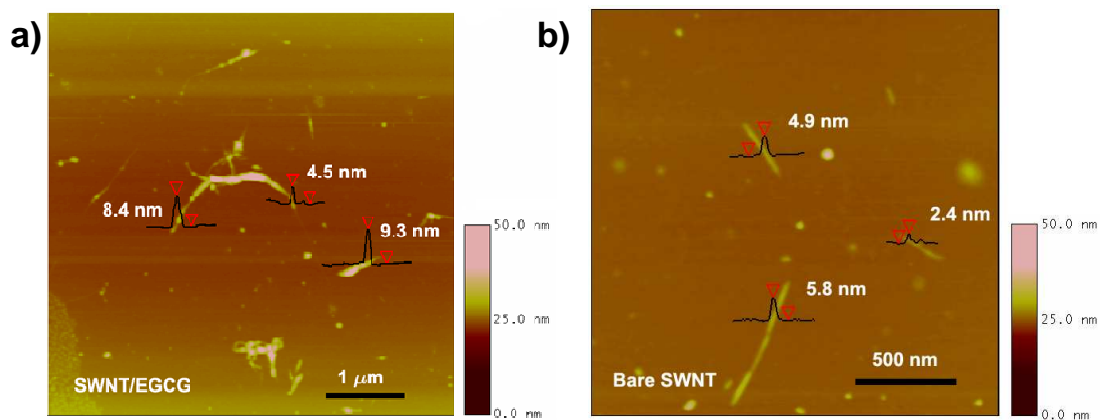 a)
4.5 nm
8.4 nm
9.3 nm
50.0 nm
25.0 nm
0.0 nm
SWNT/EGCG
1 μm
b)
4.9 nm
2.4 nm
5.8 nm
50.0 nm
25.0 nm
0.0 nm
Bare SWNT
500 nm